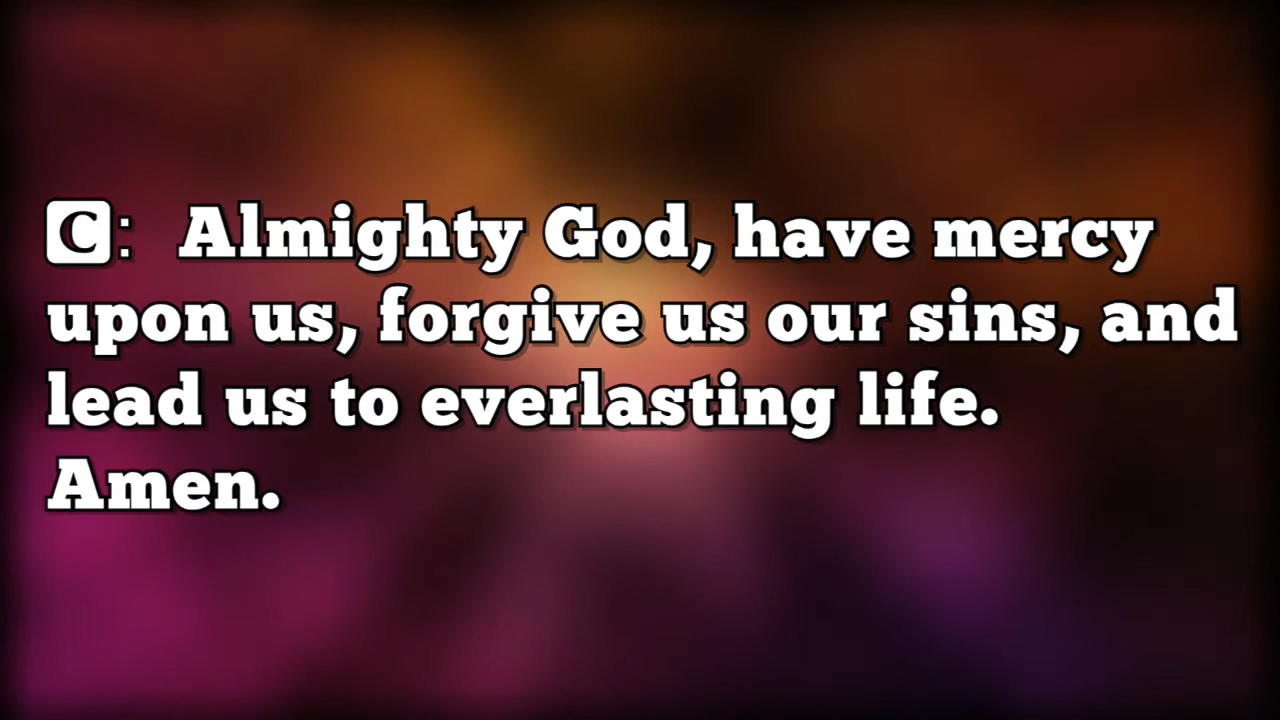 C: Almighty God, have mercy
upon us, forgive us our sins, and
lead us to everlasting life.
Amen.